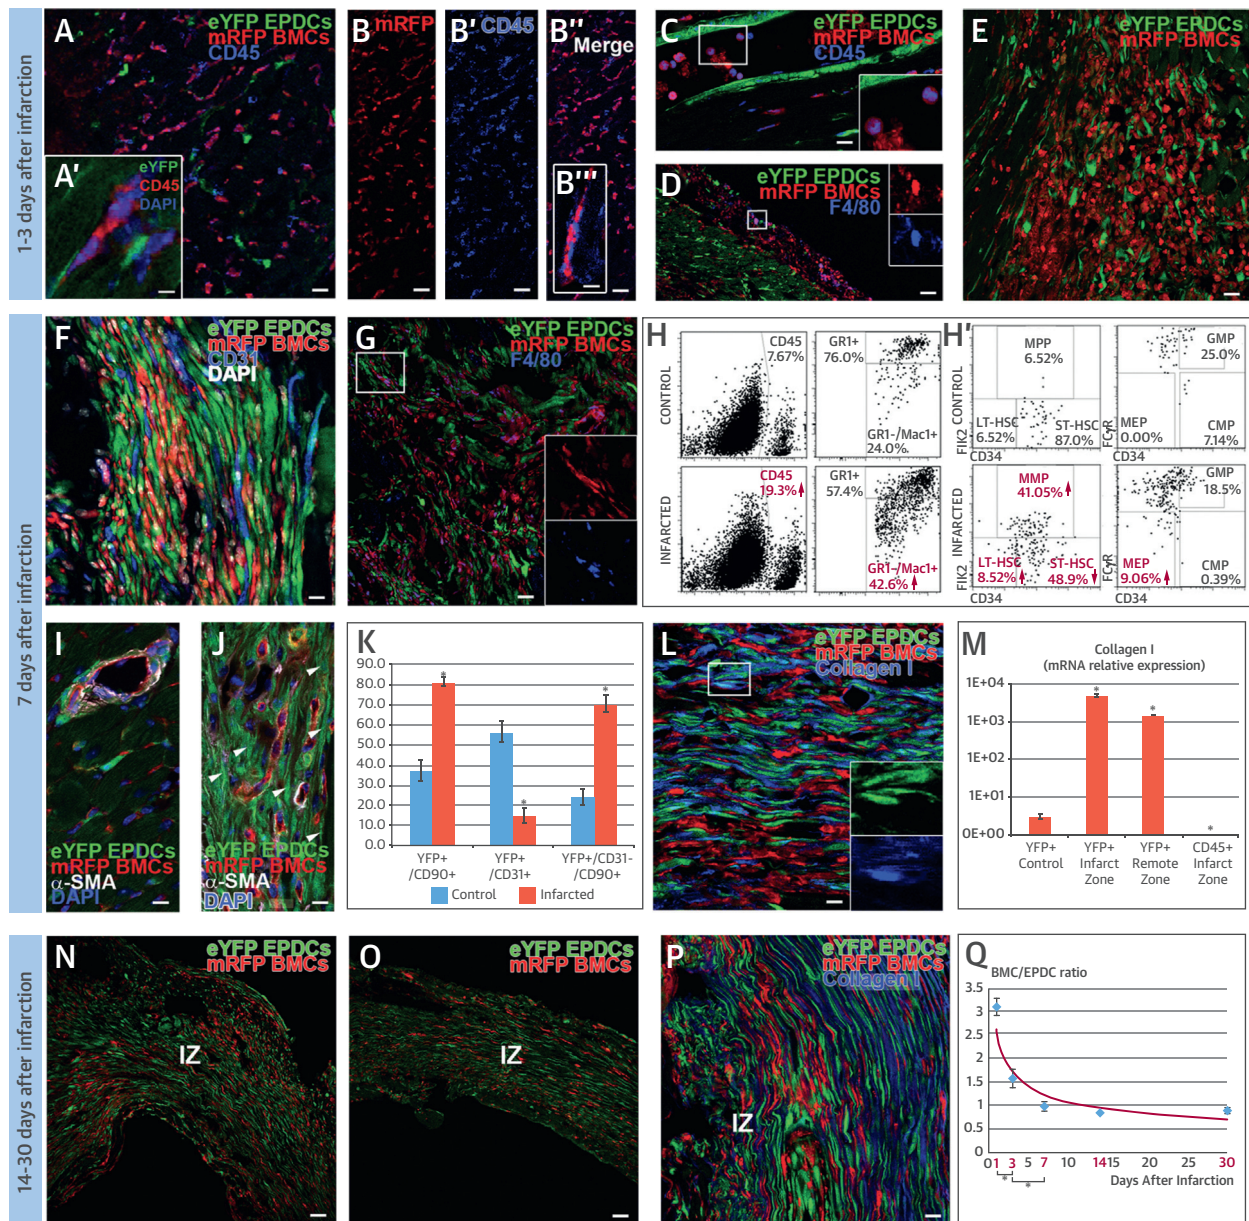 1-3 days after infarction
A
eYFP EPDCs
mRFP BMCs
CD45
A'
eYFP
CD45
DAPI
B
mRFP
B'
CD45
B''
Merge
B'''
C
eYFP EPDCs
mRFP BMCs
CD45
D
eYFP EPDCs
mRFP BMCs
F4/80
E
eYFP EPDCs
mRFP BMCs
7 days after infarction
F
eYFP EPDCs
mRFP BMCs
CD31
DAPI
G
eYFP EPDCs
mRFP BMCs
F4/80
H
CONTROL
CD45
7.67%
GR1+
76.0%
GR1-/Mac1+
24.0%
INFARCTED
CD45
19.3%
GR1+
57.4%
GR1-/Mac1+
42.6%
H'
FlK2 CONTROL
MPP
6.52%
LT-HSC
6.52%
ST-HSC
87.0%
CD34
FCγR
GMP
25.0%
MEP
0.00%
CMP
7.14%
CD34
FlK2 INFARCTED
MMP
41.05%
LT-HSC
8.52%
ST-HSC
48.9%
CD34
FCγR
GMP
18.5%
MEP
9.06%
CMP
0.39%
CD34
I
eYFP EPDCs
mRFP BMCs
α-SMA
DAPI
J
eYFP EPDCs
mRFP BMCs
α-SMA
DAPI
K
90.0
80.0
70.0
60.0
50.0
40.0
30.0
20.0
10.0
0.0
*
*
*
YFP+
/CD90+
YFP+
/CD31+
YFP+/CD31-
/CD90+
Control
Infarcted
L
eYFP EPDCs
mRFP BMCs
Collagen I
M
Collagen I
(mRNA relative expression)
1E+04
1E+03
1E+02
1E+01
0E+00
*
*
*
YFP+
Control
YFP+
Infarct
Zone
YFP+
Remote
Zone
CD45+
Infarct
Zone
14-30 days after infarction
N
eYFP EPDCs
mRFP BMCs
IZ
O
eYFP EPDCs
mRFP BMCs
IZ
P
eYFP EPDCs
mRFP BMCs
Collagen I
IZ
Q
BMC/EPDC ratio
3.5
3
2.5
2
1.5
1
0.5
0
0 1 3 5 7 10 14 15 20 25 30
* *
Days After Infarction